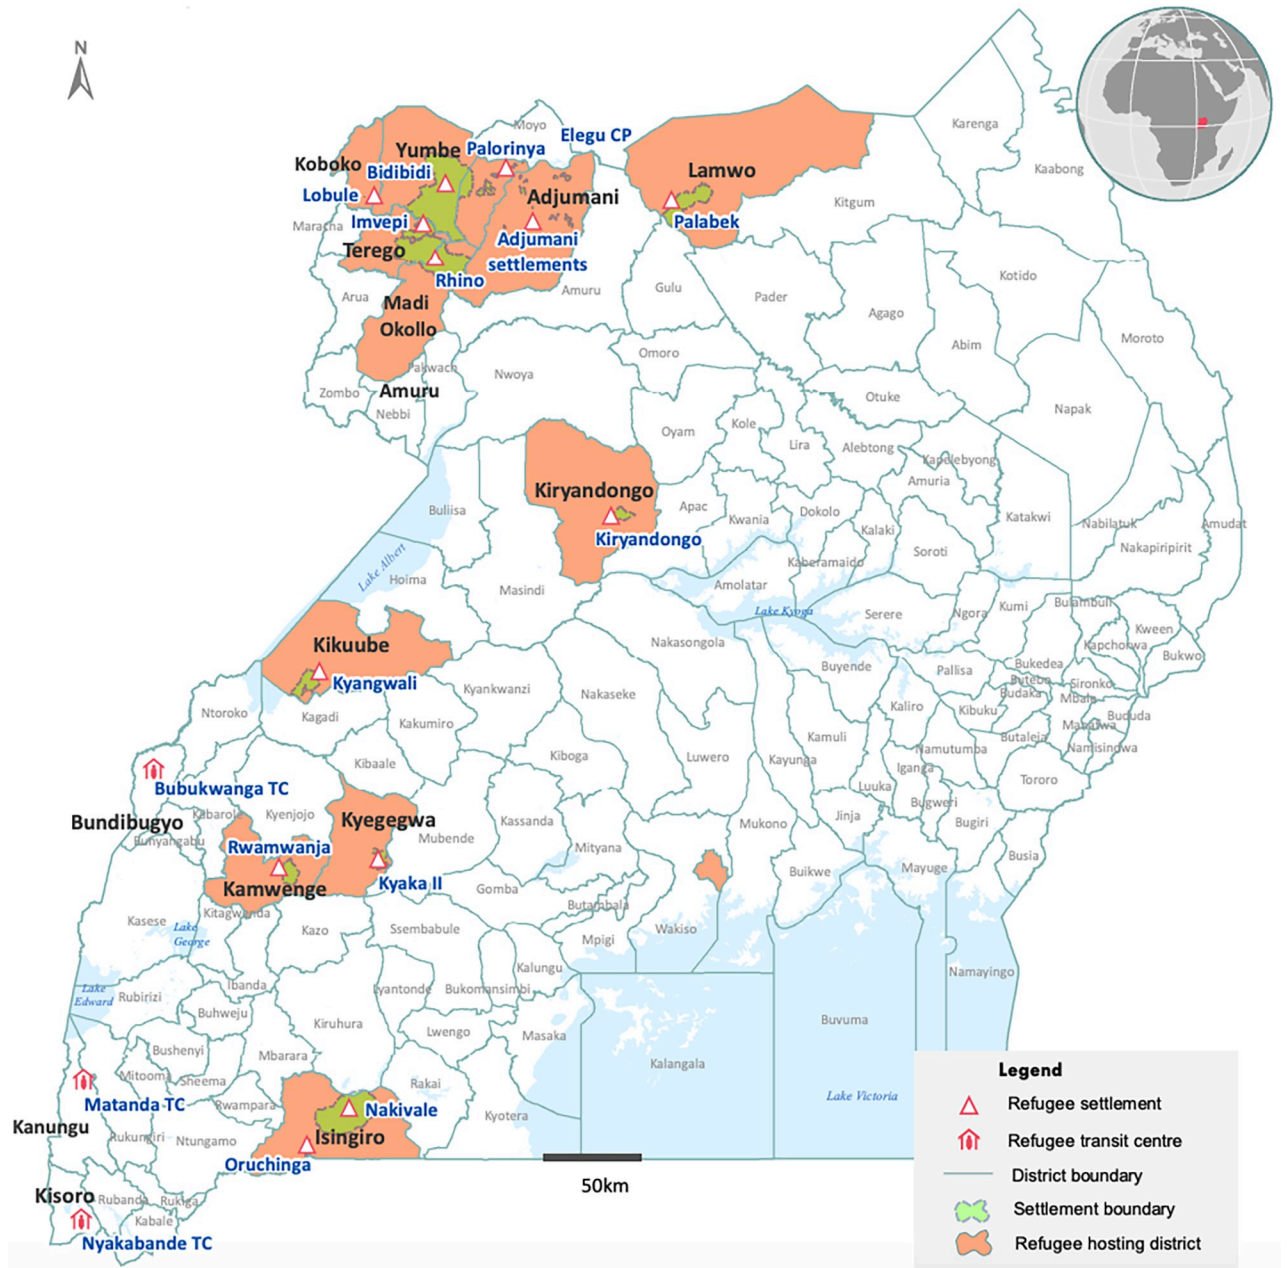 N
Karenga
Moyo
Elegu CP
Yumbe
Palorinya
Koboko
Bidibidi
Lamwo
Kaabong
Lobule
Adjumani
Kitgum
Maracha
Imvepi
Palabek
Terego
Adjumani
settlements
Rhino
Kotido
Arua
Madi
Okollo
Amuru
Gulu
Pader
Agago
Moroto
Abim
Omoro
Pakwach
Nwoya
Zombo
Amuru
Otuke
Napak
Nebbi
Oyam
Kole
Lira
Alebtong
Kapelebyong
Amuria
Kiryandongo
Buliisa
Apac
Kwania
Dokolo
Katakwi
Nabilatuk
Amudat
Kiryandongo
Kalaki
Soroti
Nakapiripirit
Lake Albert
Kaberamaido
Hoima
Masindi
Amolatar
Lake Kyoga
Serere
Ngora
Kumi
Bulambuli
Kween
Kikuube
Nakasongola
Kapchorwa
Bukwo
Buyende
Pallisa
Bukedea
Kyangwali
Kyankwanzi
Nakaseke
Butebo
Sironko
Budaka
Mbale
Ntoroko
Kagadi
Kakumiro
Kaliro
Kibuku
Bududa
Manafwa
Kamuli
Butaleja
Namisindwa
Kibaale
Kiboga
Luwero
Kayunga
Namutumba
Iganga
Tororo
Bubukwanga TC
Luuka
Bugweri
Bundibugyo
Kabarole
Kyenjojo
Kyegegwa
Kassanda
Mukono
Jinja
Bugiri
Bunyangabu
Rwamwanja
Mubende
Mityana
Busia
Kyaka II
Kamwenge
Gomba
Buikwe
Mayuge
Butambala
Kasese
Kitagwenda
Lake
George
Kazo
Ssembabule
Mpigi
Wakiso
Kalungu
Namayingo
Lake
Edward
Rubirizi
Ibanda
Lyantonde
Bukomansimbi
Buhweju
Kiruhura
Lwengo
Masaka
Buvuma
Bushenyi
Mbarara
Kalangala
Mitooma
Sheema
Rakai
Lake Victoria
Matanda TC
Rwampara
Nakivale
Kyotera
Kanungu
Rukungiri
Ntungamo
Isingiro
Oruchinga
Kisoro
Rubanda
Rukiga
Kabale
Nyakabande TC
50km
Legend
Refugee settlement
Refugee transit centre
District boundary
Settlement boundary
Refugee hosting district